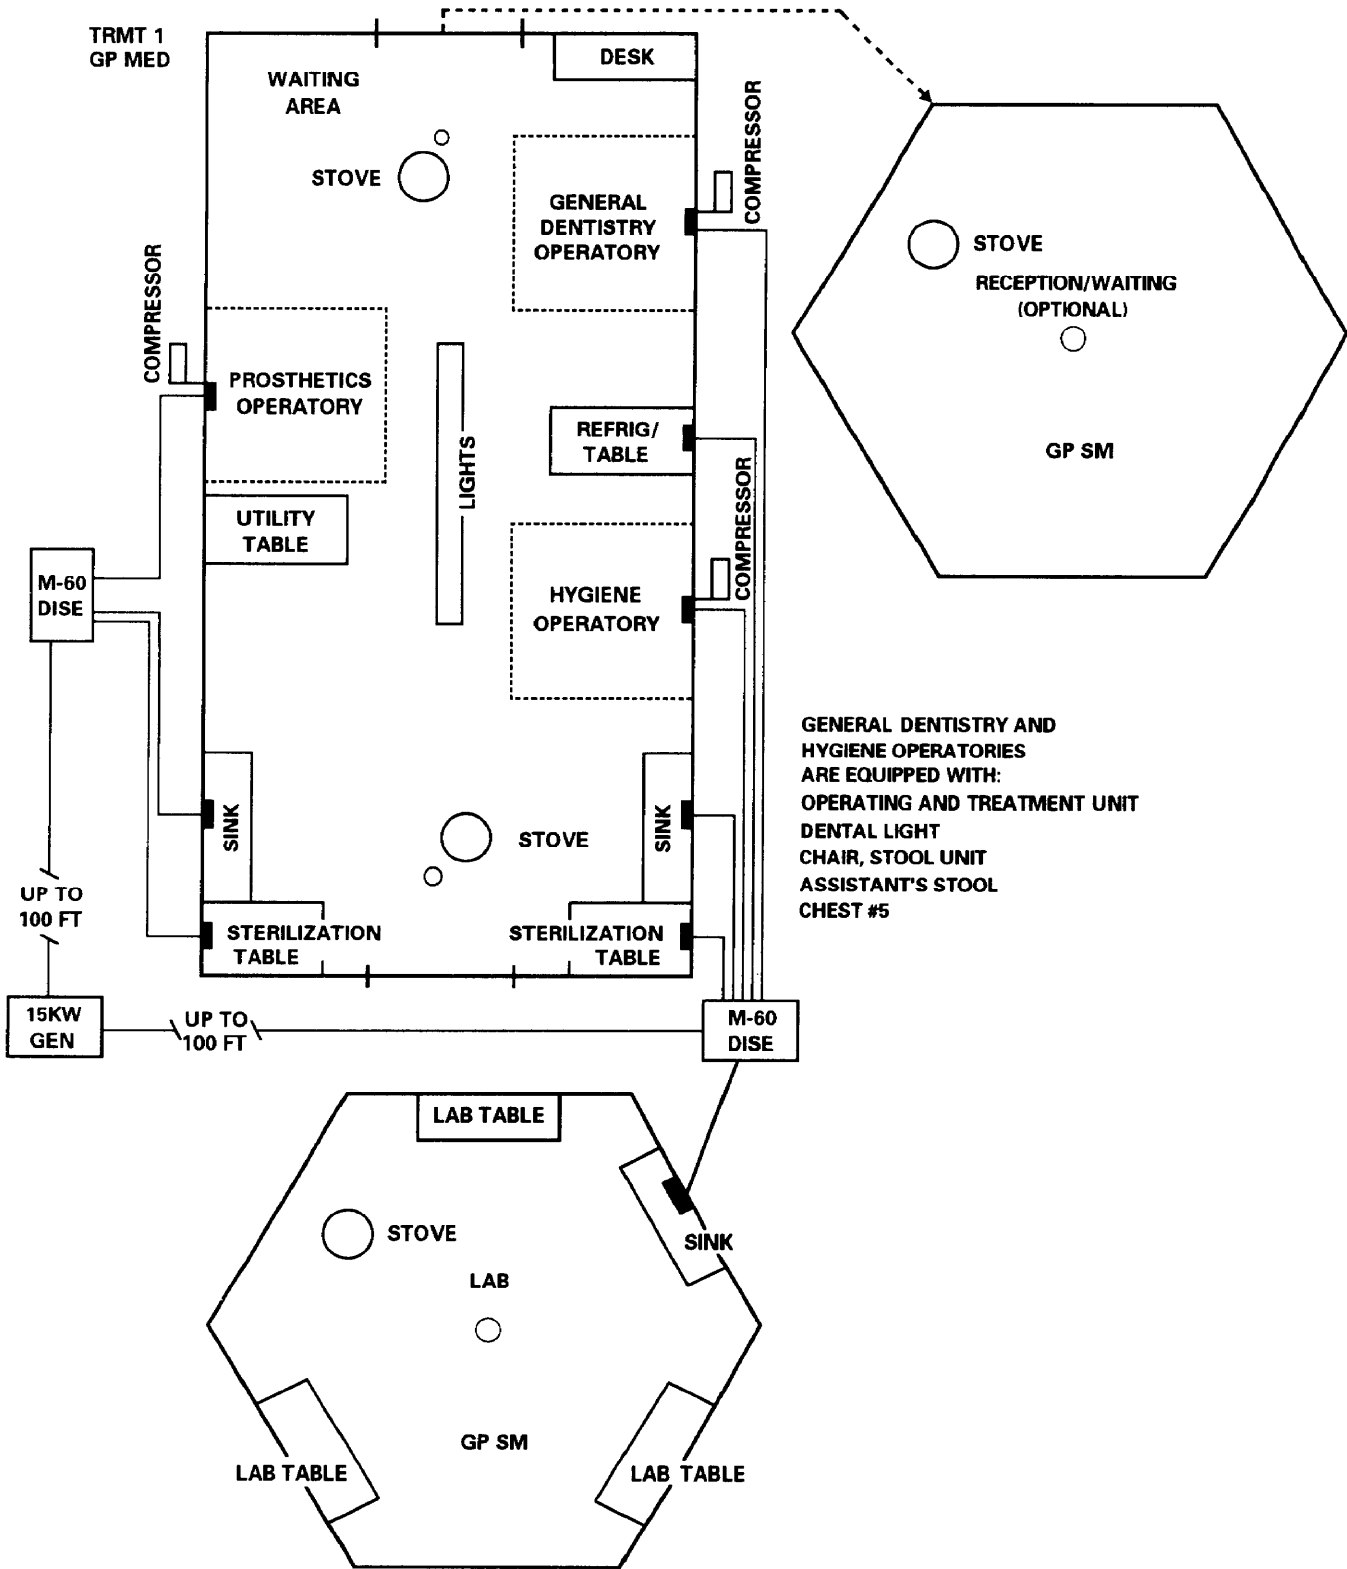 TRMT 1
GP MED
WAITING
AREA
DESK
STOVE
COMPRESSOR
GENERAL
DENTISTRY
OPERATORY
STOVE
RECEPTION/WAITING
(OPTIONAL)
GP SM
COMPRESSOR
PROSTHETICS
OPERATORY
LIGHTS
REFRIG/
TABLE
UTILITY
TABLE
COMPRESSOR
M-60
DISE
HYGIENE
OPERATORY
GENERAL DENTISTRY AND
HYGIENE OPERATORIES
ARE EQUIPPED WITH:
OPERATING AND TREATMENT UNIT
DENTAL LIGHT
CHAIR, STOOL UNIT
ASSISTANT'S STOOL
CHEST #5
SINK
STOVE
SINK
UP TO
100 FT
STERILIZATION
TABLE
STERILIZATION
TABLE
15KW
GEN
UP TO
100 FT
M-60
DISE
LAB TABLE
STOVE
SINK
LAB
GP SM
LAB TABLE
LAB TABLE